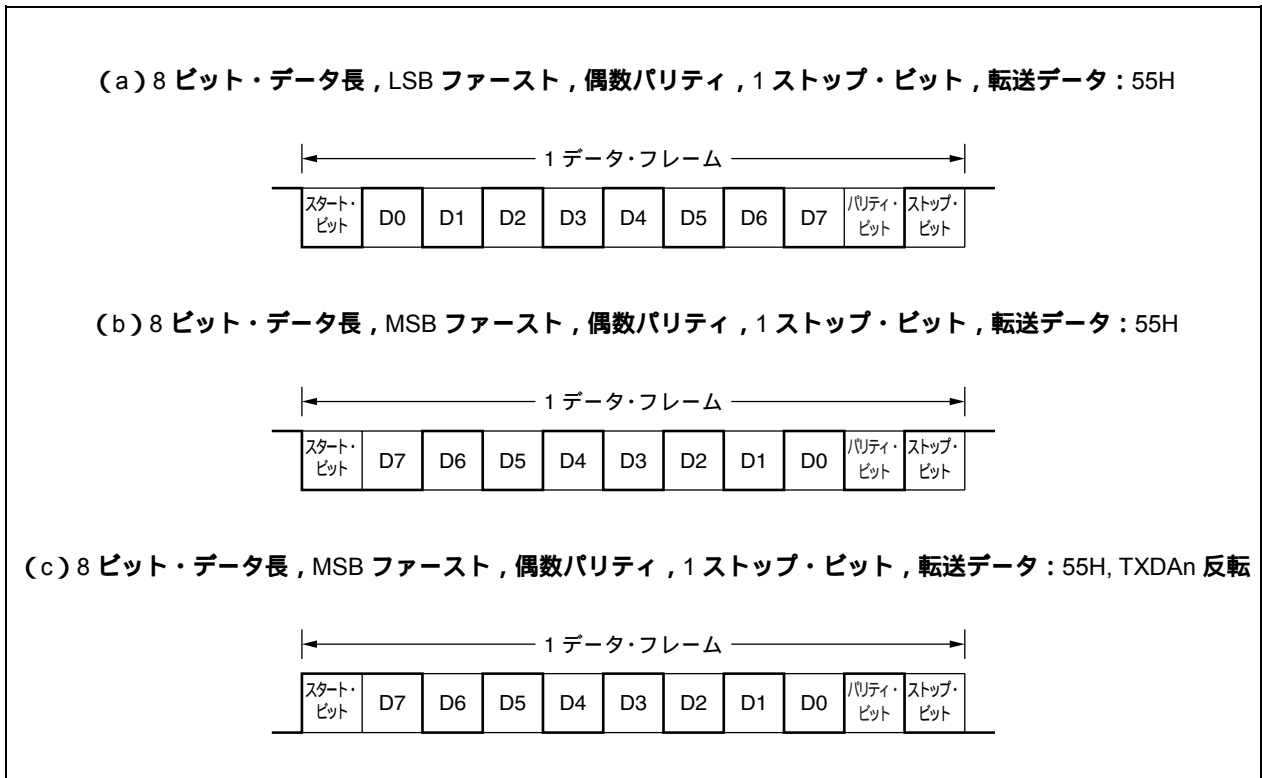 （a）8 ビット・データ長，LSB ファースト，偶数パリティ，1 ストップ・ビット，転送データ：55H
1 データ・フレーム
スタート・ビット D0 D1 D2 D3 D4 D5 D6 D7 パリティ・ビット ストップ・ビット
（b）8 ビット・データ長，MSB ファースト，偶数パリティ，1 ストップ・ビット，転送データ：55H
1 データ・フレーム
スタート・ビット D7 D6 D5 D4 D3 D2 D1 D0 パリティ・ビット ストップ・ビット
（c）8 ビット・データ長，MSB ファースト，偶数パリティ，1 ストップ・ビット，転送データ：55H, TXDAn 反転
1 データ・フレーム
スタート・ビット D7 D6 D5 D4 D3 D2 D1 D0 パリティ・ビット ストップ・ビット